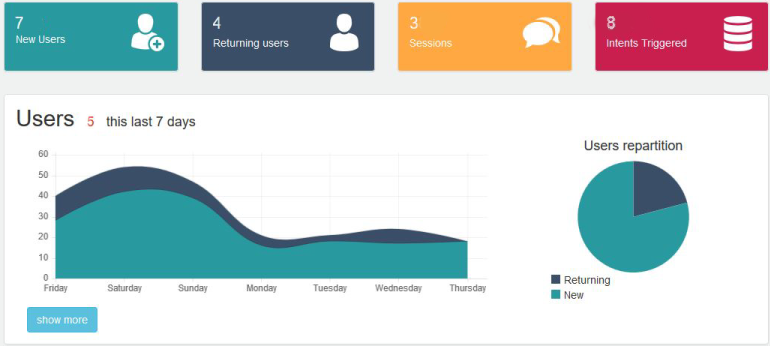 7
New Users
4
Returning users
3
Sessions
8
Intents Triggered
Users 5 this last 7 days
60
50
40
30
20
10
0
Friday Saturday Sunday Monday Tuesday Wednesday Thursday
show more
Users repartition
Returning
New